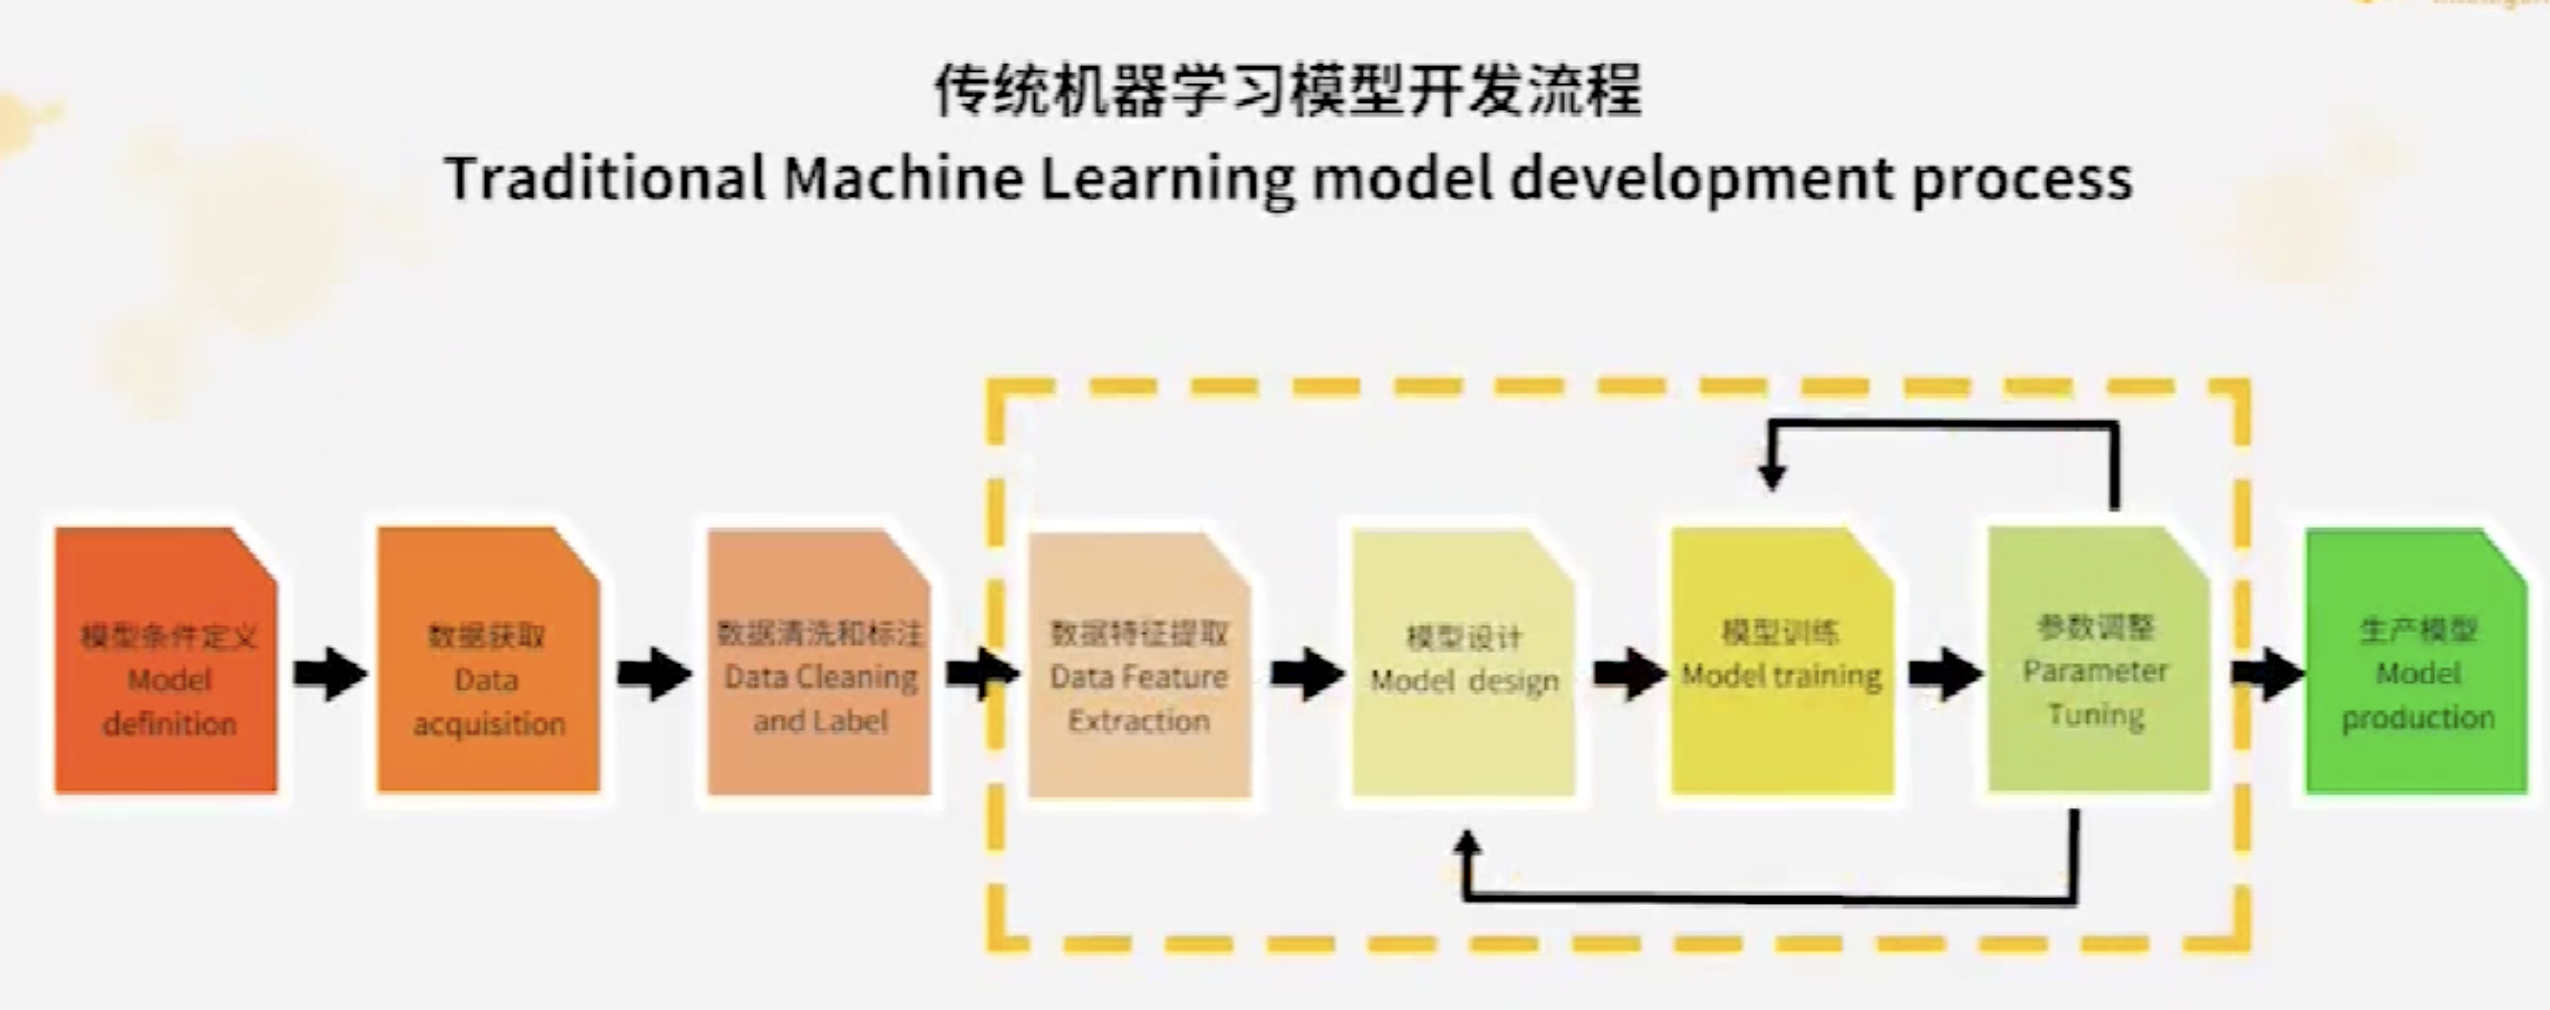 传统机器学习模型开发流程
Traditional Machine Learning model development process
模型条件定义
Model
definition
数据获取
Data
acquisition
数据清洗和标注
Data Cleaning
and Label
数据特征提取
Data Feature
Extraction
模型设计
Model design
模型训练
Model training
参数调整
Parameter
Tuning
生产模型
Model
production